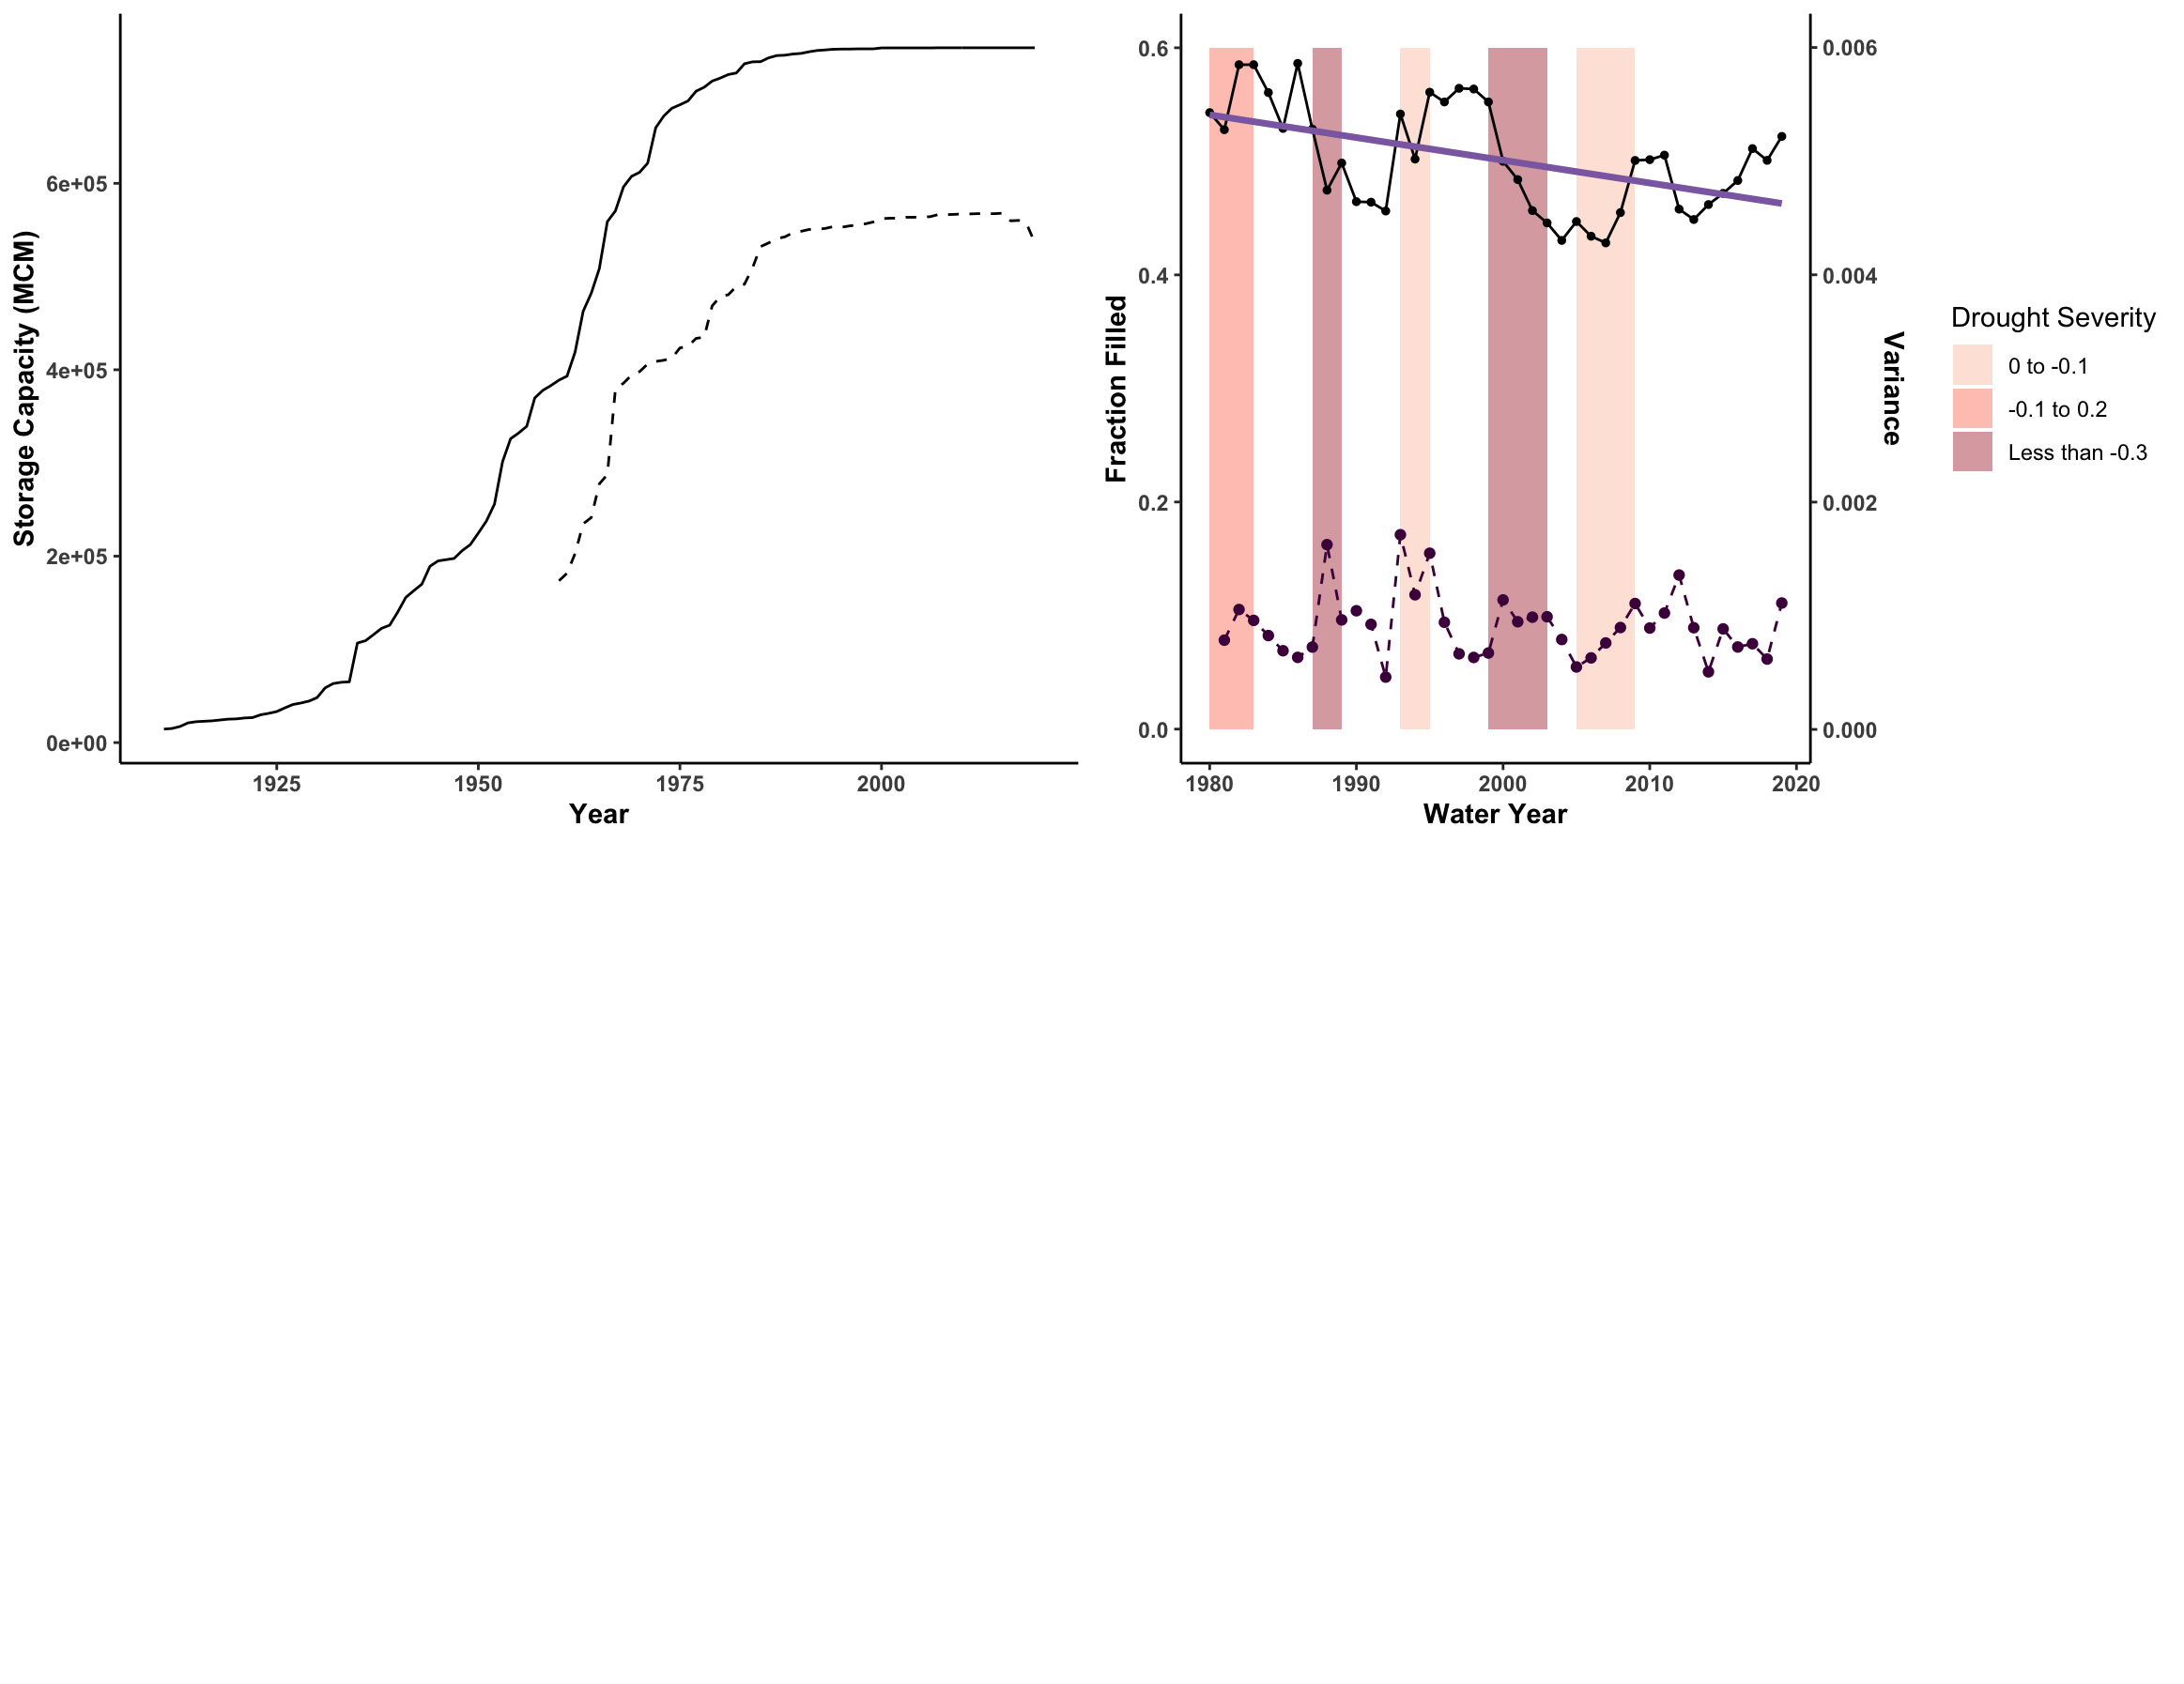 Storage Capacity (MCM)
6e+05
4e+05
2e+05
0e+00
1925 1950 1975 2000
Year
Fraction Filled
0.6
0.4
0.2
0.0
1980 1990 2000 2010 2020
Water Year
0.006
0.004
0.002
0.000
Variance
Drought Severity
0 to -0.1
-0.1 to 0.2
Less than -0.3